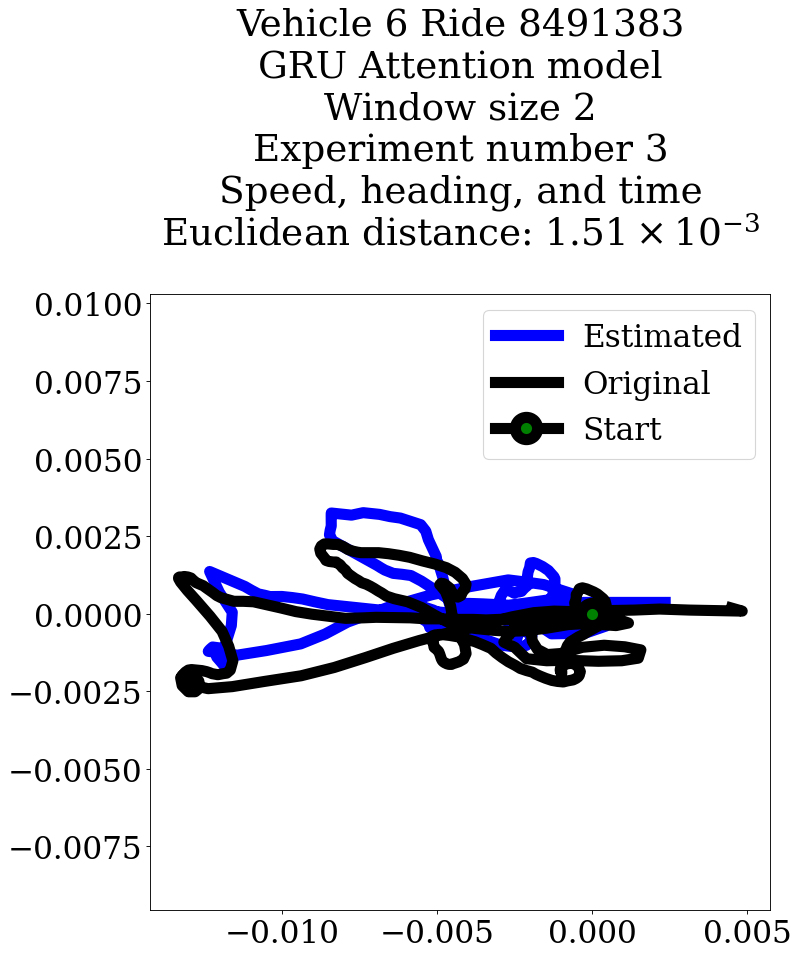 Vehicle 6 Ride 8491383
GRU Attention model
Window size 2
Experiment number 3
Speed, heading, and time
Euclidean distance: 1.51 × 10⁻³
Estimated
Original
Start
0.0100
0.0075
0.0050
0.0025
0.0000
−0.0025
−0.0050
−0.0075
−0.010 −0.005 0.000 0.005